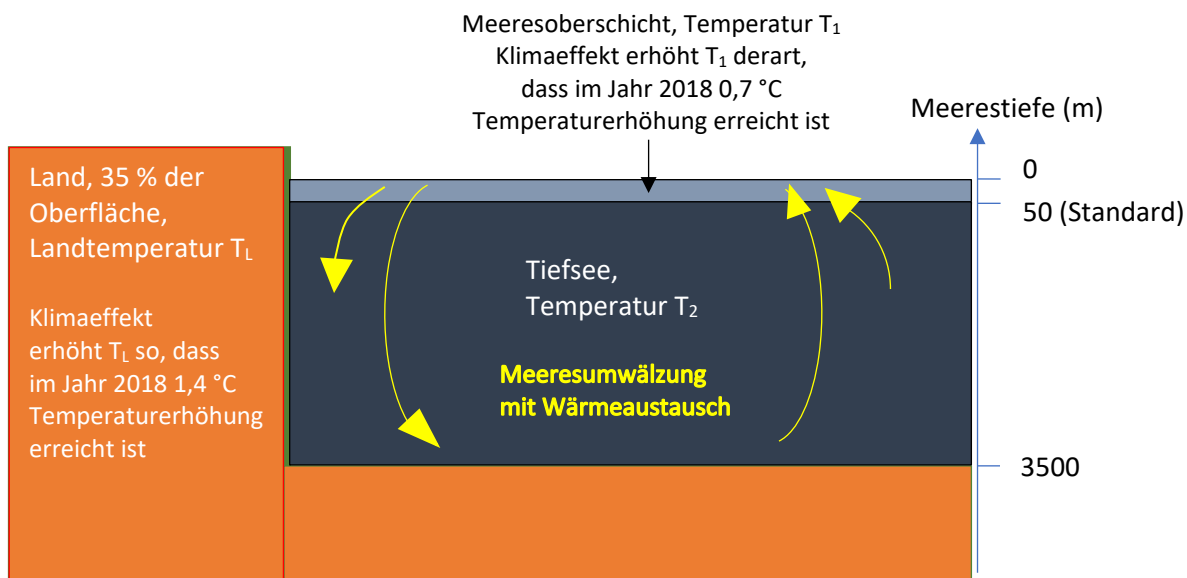 Meeresoberschicht, Temperatur T₁
Klimaeffekt erhöht T₁ derart,
dass im Jahr 2018 0,7 °C
Temperaturerhöhung erreicht ist
Meerestiefe (m)
0
50 (Standard)
3500
Land, 35 % der
Oberfläche,
Landtemperatur T_L
Klimaeffekt
erhöht T_L so, dass
im Jahr 2018 1,4 °C
Temperaturerhöhung
erreicht ist
Tiefsee,
Temperatur T₂
Meeresumwälzung
mit Wärmeaustausch